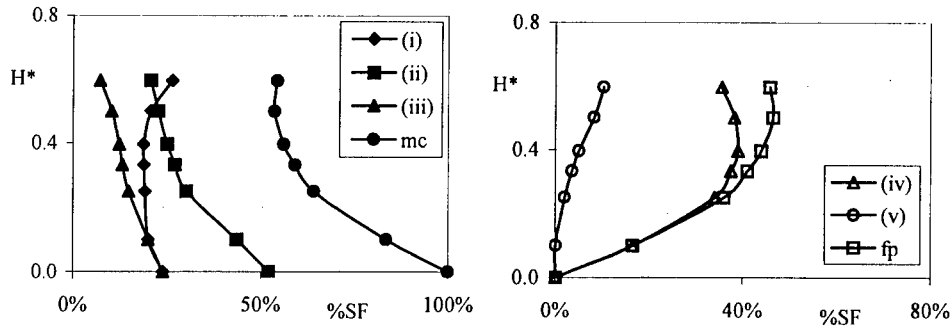 0.8
H*
0.4
0.0
0%
50%
%SF
100%
(i)
(ii)
(iii)
mc
0.8
H*
0.4
0.0
0%
40%
%SF
80%
(iv)
(v)
fp